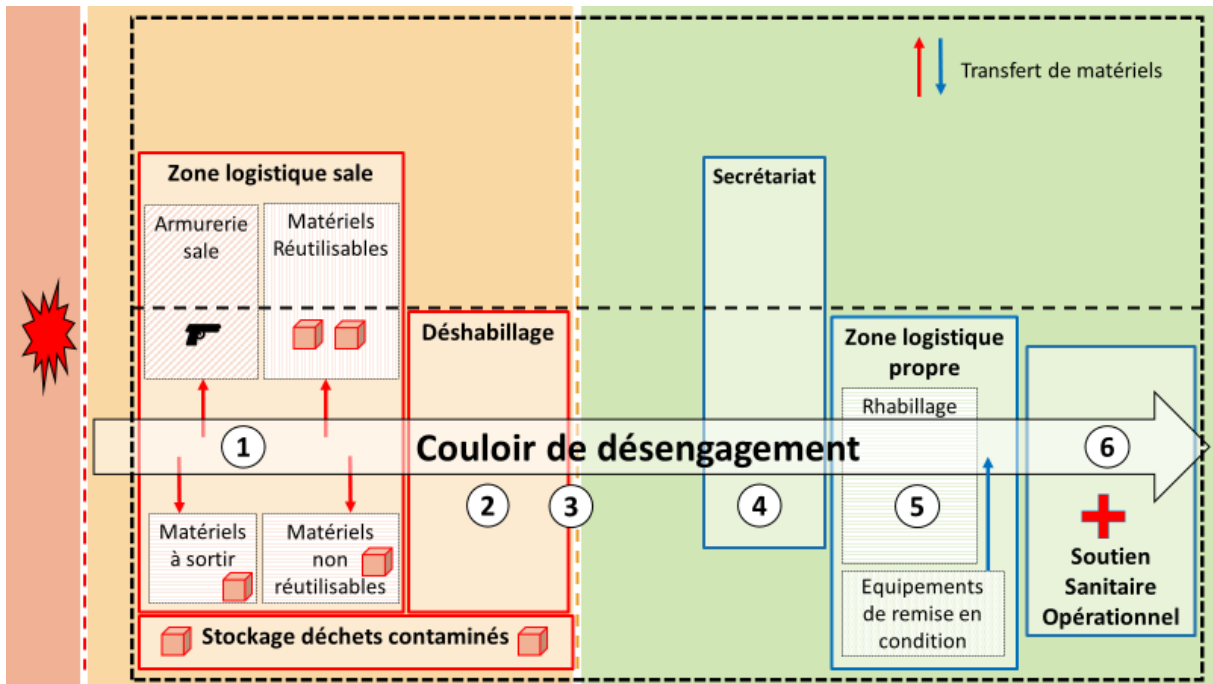 Transfert de matériels
Zone logistique sale
Armurerie
sale
Matériels
Réutilisables
Secrétariat
Déshabillage
Zone logistique
propre
Rhabillage
1
Couloir de désengagement
6
2
3
4
5
Matériels
à sortir
Matériels
non
réutilisables
Equipements
de remise en
condition
Soutien
Sanitaire
Opérationnel
Stockage déchets contaminés